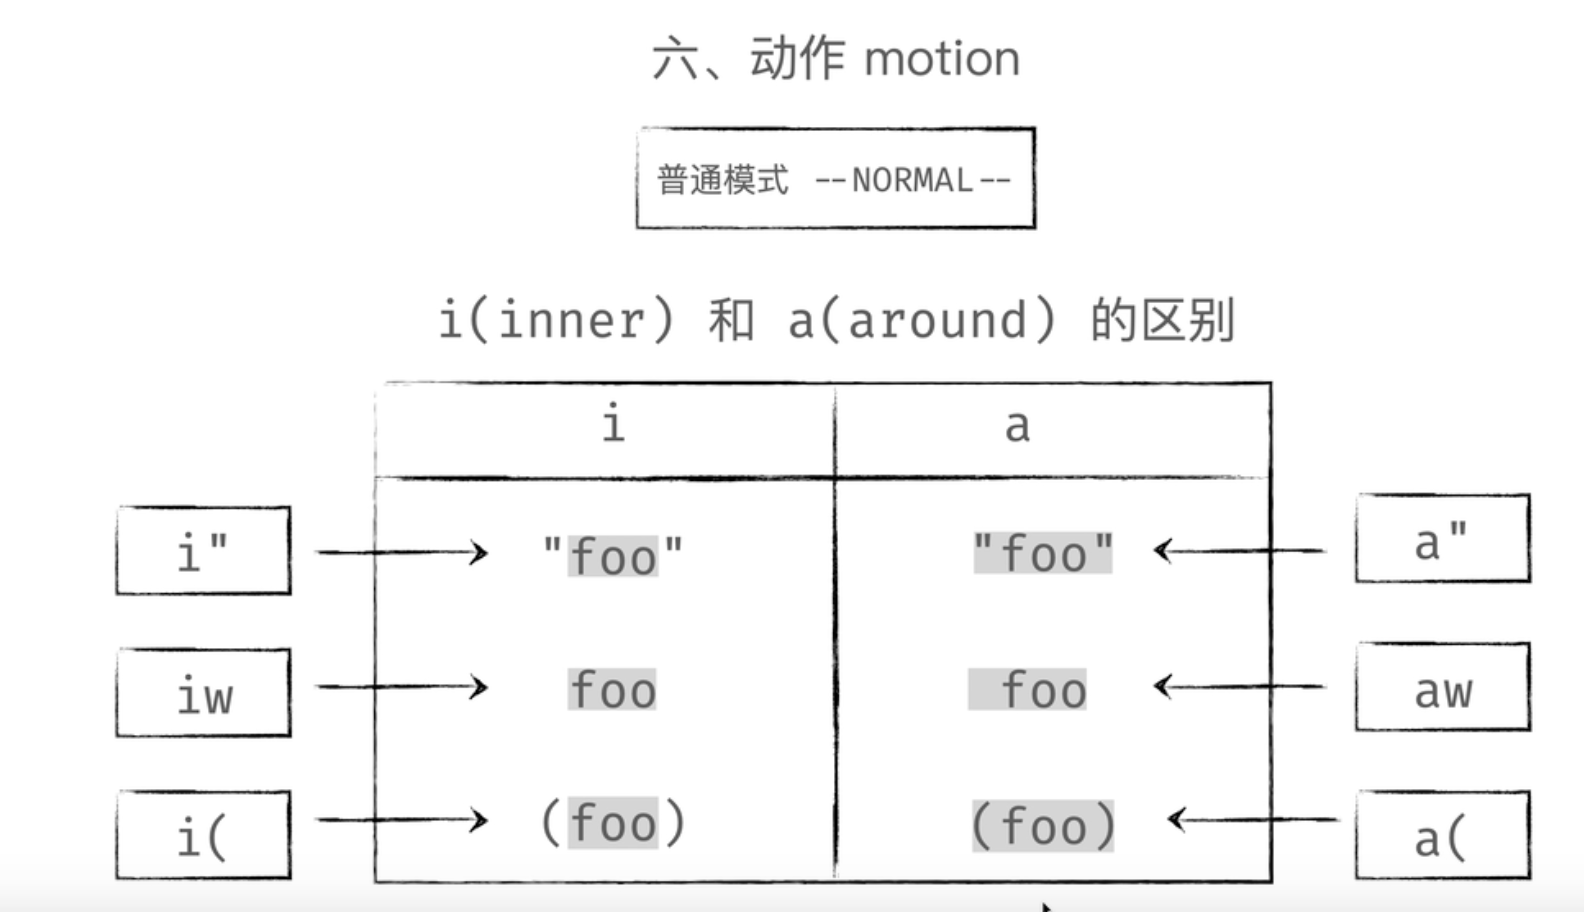 六、动作 motion
普通模式 --NORMAL--
i(inner) 和 a(around) 的区别
i a
i" "foo" "foo" a"
iw foo foo aw
i( (foo) (foo) a(